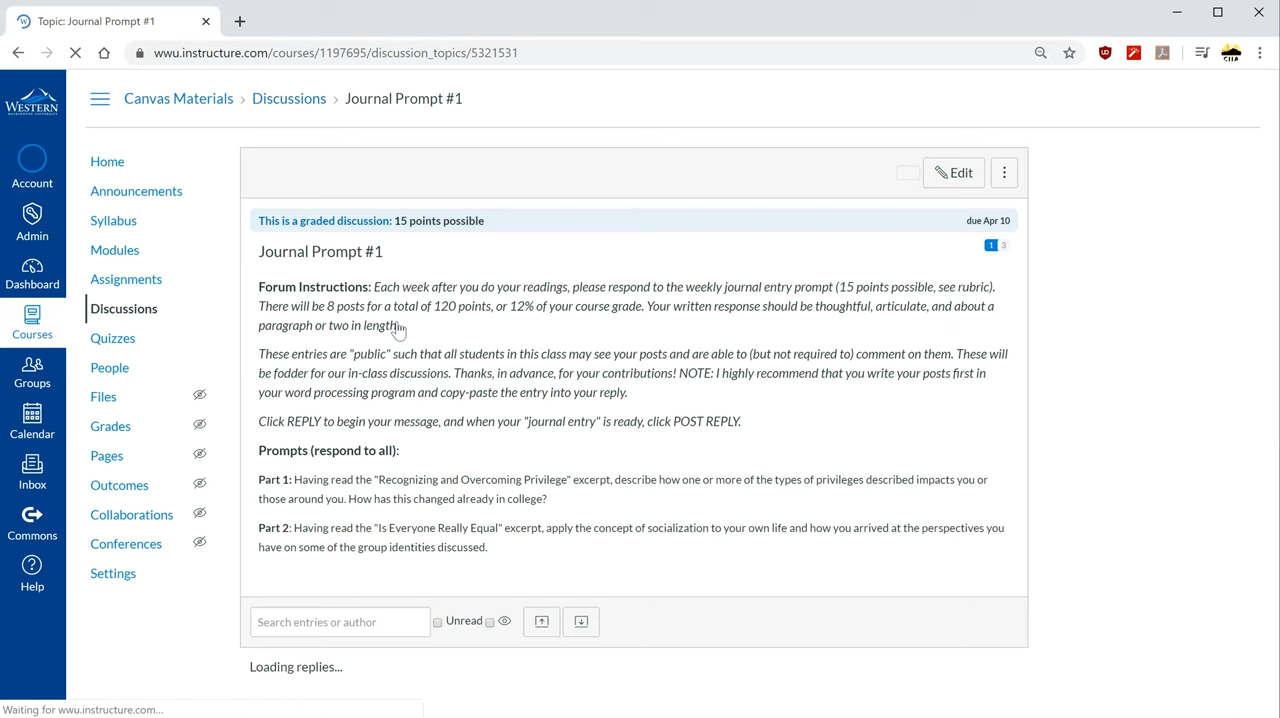 Topic: Journal Prompt #1
wwu.instructure.com/courses/1197695/discussion_topics/5321531
WESTERN
WASHINGTON UNIVERSITY
Account
Admin
Dashboard
Courses
Groups
Calendar
Inbox
Commons
Help
Canvas Materials › Discussions › Journal Prompt #1
Home
Announcements
Syllabus
Modules
Assignments
Discussions
Quizzes
People
Files
Grades
Pages
Outcomes
Collaborations
Conferences
Settings
Edit
This is a graded discussion: 15 points possible
due Apr 10
Journal Prompt #1
1 3
Forum Instructions: Each week after you do your readings, please respond to the weekly journal entry prompt (15 points possible, see rubric).
There will be 8 posts for a total of 120 points, or 12% of your course grade. Your written response should be thoughtful, articulate, and about a
paragraph or two in length.
These entries are "public" such that all students in this class may see your posts and are able to (but not required to) comment on them. These will
be fodder for our in-class discussions. Thanks, in advance, for your contributions! NOTE: I highly recommend that you write your posts first in
your word processing program and copy-paste the entry into your reply.
Click REPLY to begin your message, and when your "journal entry" is ready, click POST REPLY.
Prompts (respond to all):
Part 1: Having read the "Recognizing and Overcoming Privilege" excerpt, describe how one or more of the types of privileges described impacts you or
those around you. How has this changed already in college?
Part 2: Having read the "Is Everyone Really Equal" excerpt, apply the concept of socialization to your own life and how you arrived at the perspectives you
have on some of the group identities discussed.
Search entries or author
Unread
Loading replies...
Waiting for wwu.instructure.com...